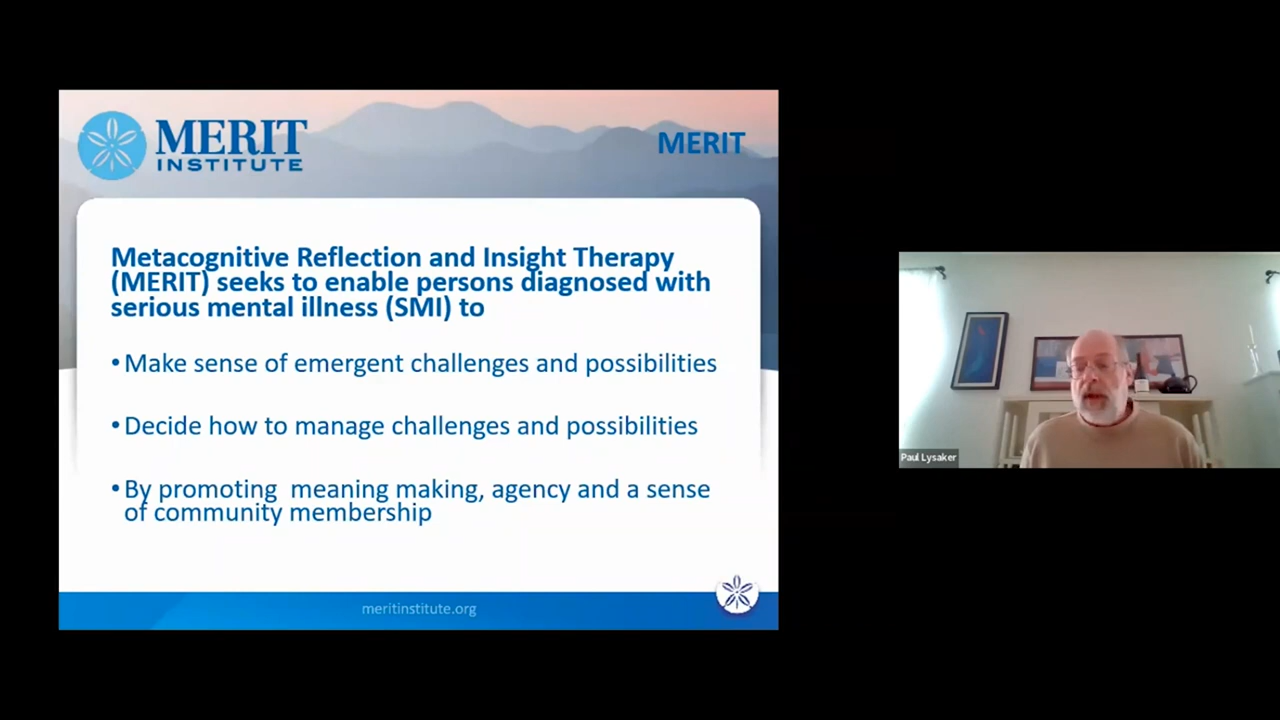 MERIT
INSTITUTE
MERIT
Metacognitive Reflection and Insight Therapy
(MERIT) seeks to enable persons diagnosed with
serious mental illness (SMI) to
•Make sense of emergent challenges and possibilities
•Decide how to manage challenges and possibilities
•By promoting  meaning making, agency and a sense
of community membership
meritinstitute.org
Paul Lysaker